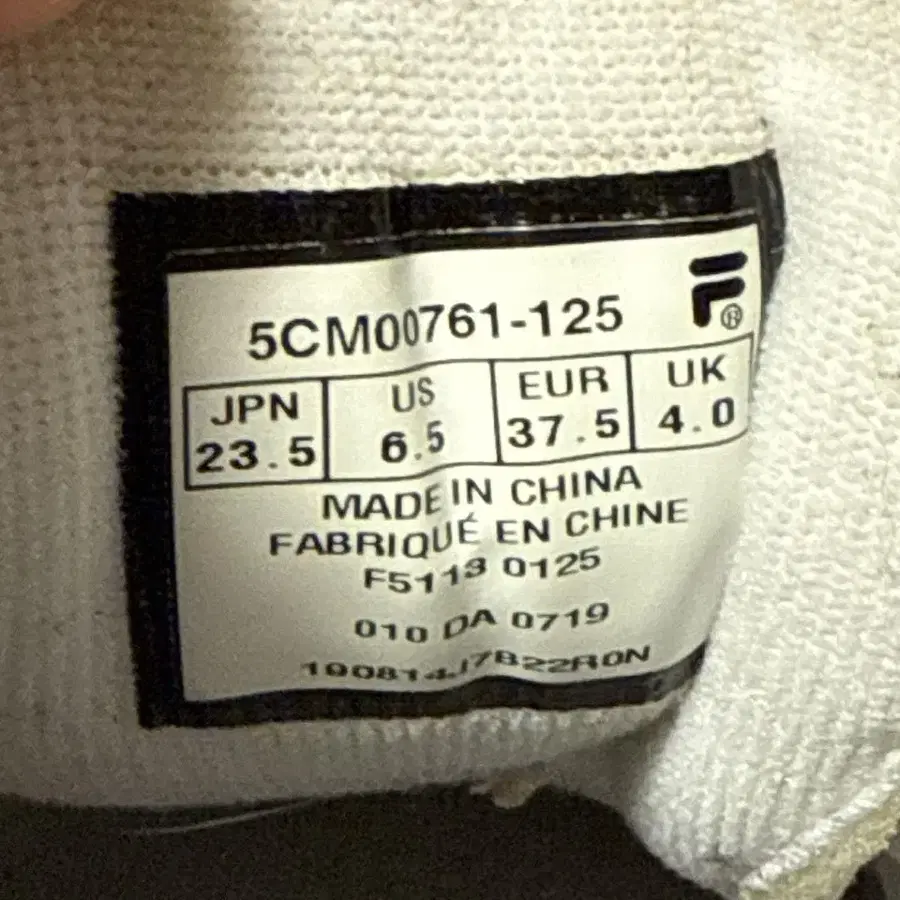 5CM00761-125
JPN US EUR UK
23.5 6.5 37.5 4.0
MADE IN CHINA
FABRIQUÉ EN CHINE
F5113 0125
010 DA 0719
190814J7B22R0N